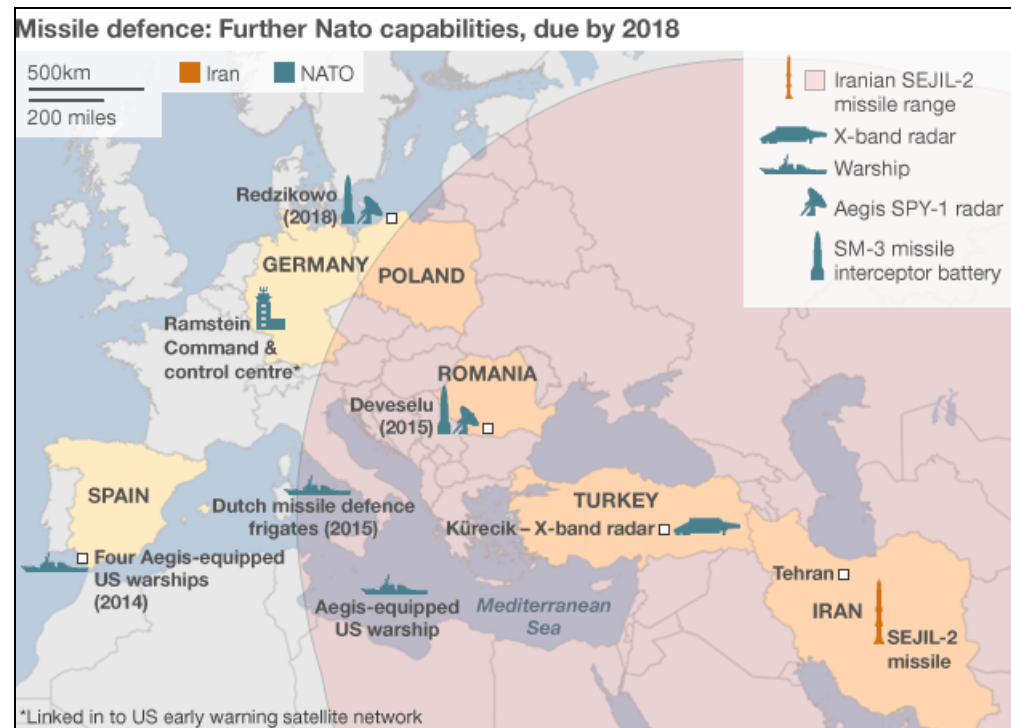 Missile defence: Further Nato capabilities, due by 2018
500km
200 miles
Iran
NATO
Iranian SEJIL-2
missile range
X-band radar
Warship
Aegis SPY-1 radar
SM-3 missile
interceptor battery
Redzikowo
(2018)
GERMANY
POLAND
Ramstein
Command &
control centre*
ROMANIA
Deveselu
(2015)
SPAIN
Dutch missile defence
frigates (2015)
TURKEY
Kürecik – X-band radar
Four Aegis-equipped
US warships
(2014)
Aegis-equipped
US warship
Mediterranean
Sea
Tehran
IRAN
SEJIL-2
missile
*Linked in to US early warning satellite network